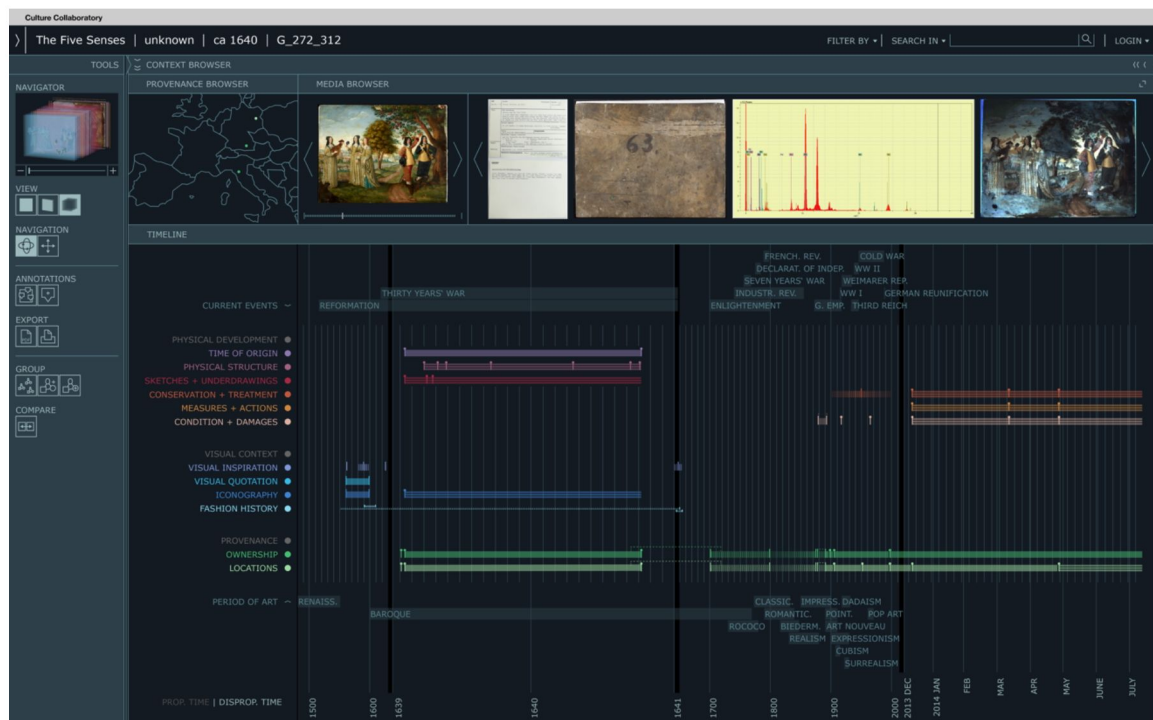 Culture Collaboratory
The Five Senses | unknown | ca 1640 | G_272_312
FILTER BY
SEARCH IN
LOGIN
TOOLS
CONTEXT BROWSER
NAVIGATOR
PROVENANCE BROWSER
MEDIA BROWSER
63.
VIEW
NAVIGATION
TIMELINE
ANNOTATIONS
EXPORT
GROUP
COMPARE
FRENCH. REV.
COLD WAR
DECLARAT. OF INDEP.
WW II
SEVEN YEARS' WAR
WEIMARER REP.
THIRTY YEARS' WAR
INDUSTR. REV.
WW I
GERMAN REUNIFICATION
CURRENT EVENTS
REFORMATION
ENLIGHTENMENT
G. EMP.
THIRD REICH
PHYSICAL DEVELOPMENT
TIME OF ORIGIN
PHYSICAL STRUCTURE
SKETCHES + UNDERDRAWINGS
CONSERVATION + TREATMENT
MEASURES + ACTIONS
CONDITION + DAMAGES
VISUAL CONTEXT
VISUAL INSPIRATION
VISUAL QUOTATION
ICONOGRAPHY
FASHION HISTORY
PROVENANCE
OWNERSHIP
LOCATIONS
PERIOD OF ART
RENAISS.
CLASSIC.
IMPRESS.
DADAISM
BAROQUE
ROMANTIC.
POINT.
POP ART
ROCOCO
BIEDERM.
ART NOUVEAU
REALISM
EXPRESSIONISM
CUBISM
SURREALISM
PROP. TIME | DISPROP. TIME
1500
1600
1639
1640
1641
1700
1800
1900
2000
2013 DEC
2014 JAN
FEB
MAR
APR
MAY
JUNE
JULY